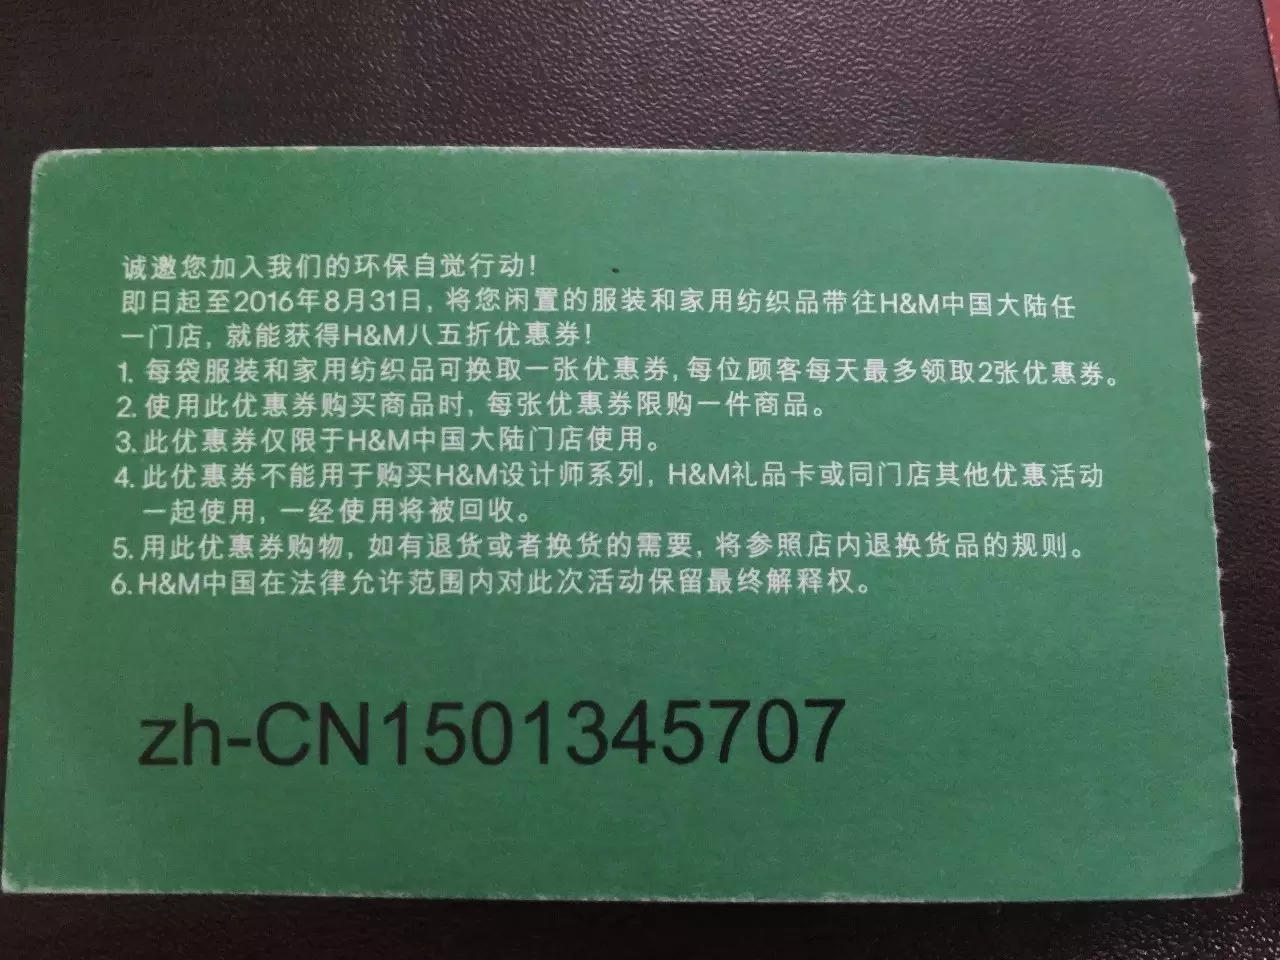 诚邀您加入我们的环保自觉行动!
即日起至2016年8月31日, 将您闲置的服装和家用纺织品带往H&M中国大陆任
一门店, 就能获得H&M八五折优惠券!
1. 每袋服装和家用纺织品可换取一张优惠券, 每位顾客每天最多领取2张优惠券。
2. 使用此优惠券购买商品时, 每张优惠券限购一件商品。
3. 此优惠券仅限于H&M中国大陆门店使用。
4. 此优惠券不能用于购买H&M设计师系列, H&M礼品卡或同门店其他优惠活动
一起使用, 一经使用将被回收。
5. 用此优惠券购物, 如有退货或者换货的需要, 将参照店内退换货品的规则。
6. H&M中国在法律允许范围内对此次活动保留最终解释权。
zh-CN1501345707